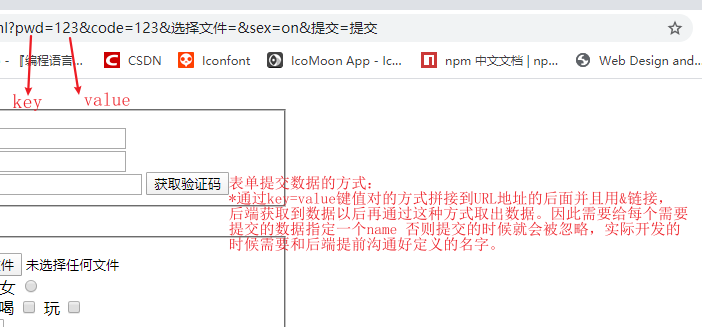 nl?pwd=123&code=123&选择文件=&sex=on&提交=提交
- 『编程语言... CSDN Iconfont IcoMoon App - Ic... npm 中文文档 | np... Web Design and...
key value
获取验证码
表单提交数据的方式:
*通过key=value键值对的方式拼接到URL地址的后面并且用&链接,
后端获取到数据以后再通过这种方式取出数据。因此需要给每个需要
提交的数据指定一个name 否则提交的时候就会被忽略,实际开发的
时候需要和后端提前沟通好定义的名字。
文件 未选择任何文件
女
喝 玩